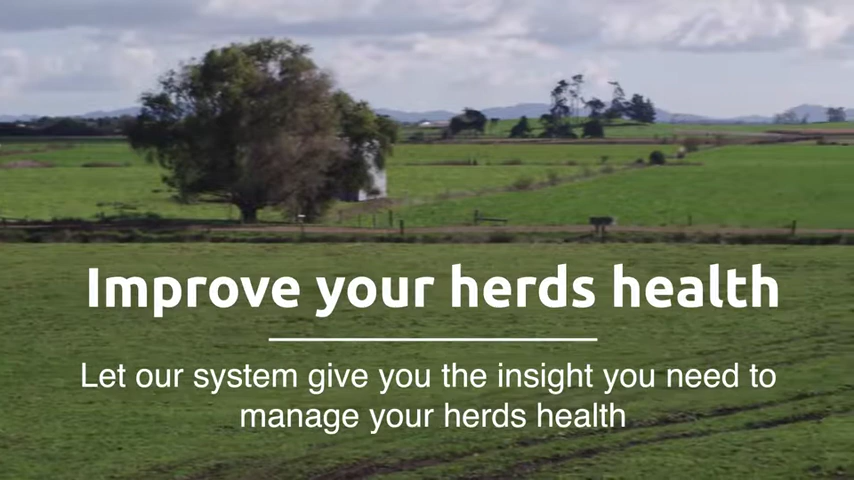 Improve your herds health
Let our system give you the insight you need to
manage your herds health